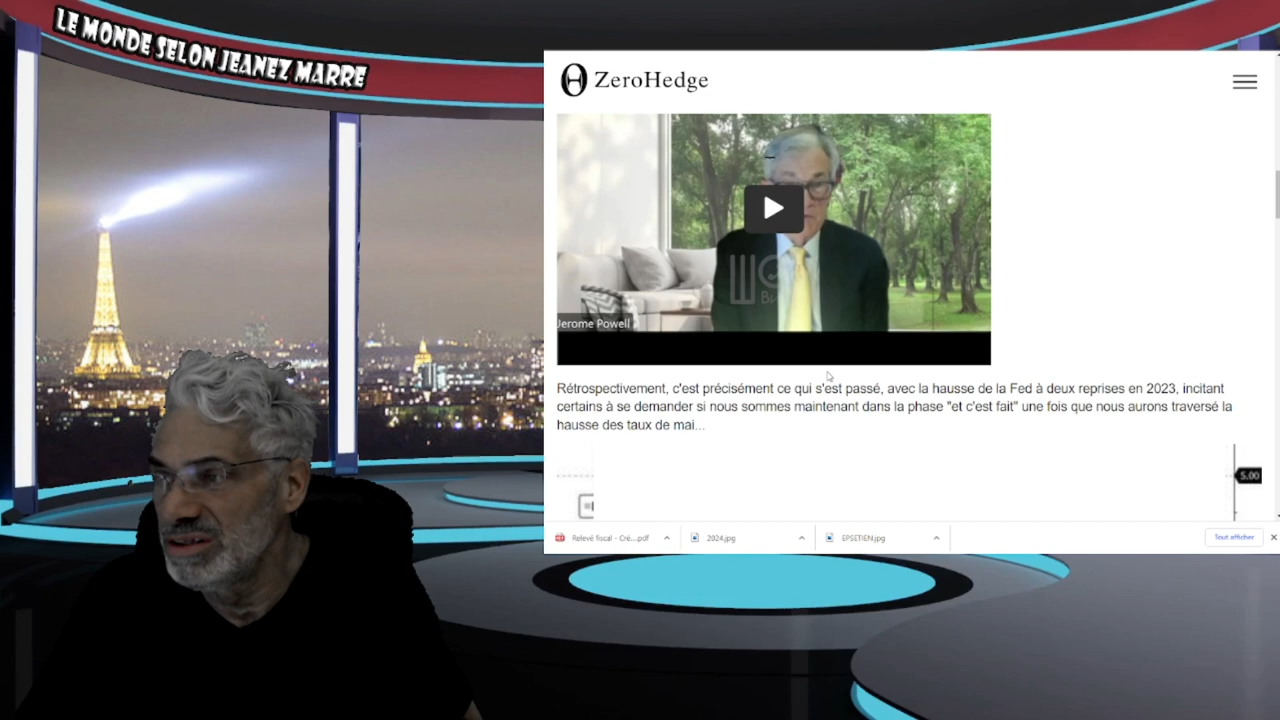 LE MONDE SELON JEANEZ MARRE
ZeroHedge
Jerome Powell
Rétrospectivement, c'est précisément ce qui s'est passé, avec la hausse de la Fed à deux reprises en 2023, incitant
certains à se demander si nous sommes maintenant dans la phase "et c'est fait" une fois que nous aurons traversé la
hausse des taux de mai...
5.00
Relevé fiscal - Cré....pdf
2024.jpg
EPSETIEN.jpg
Tout afficher